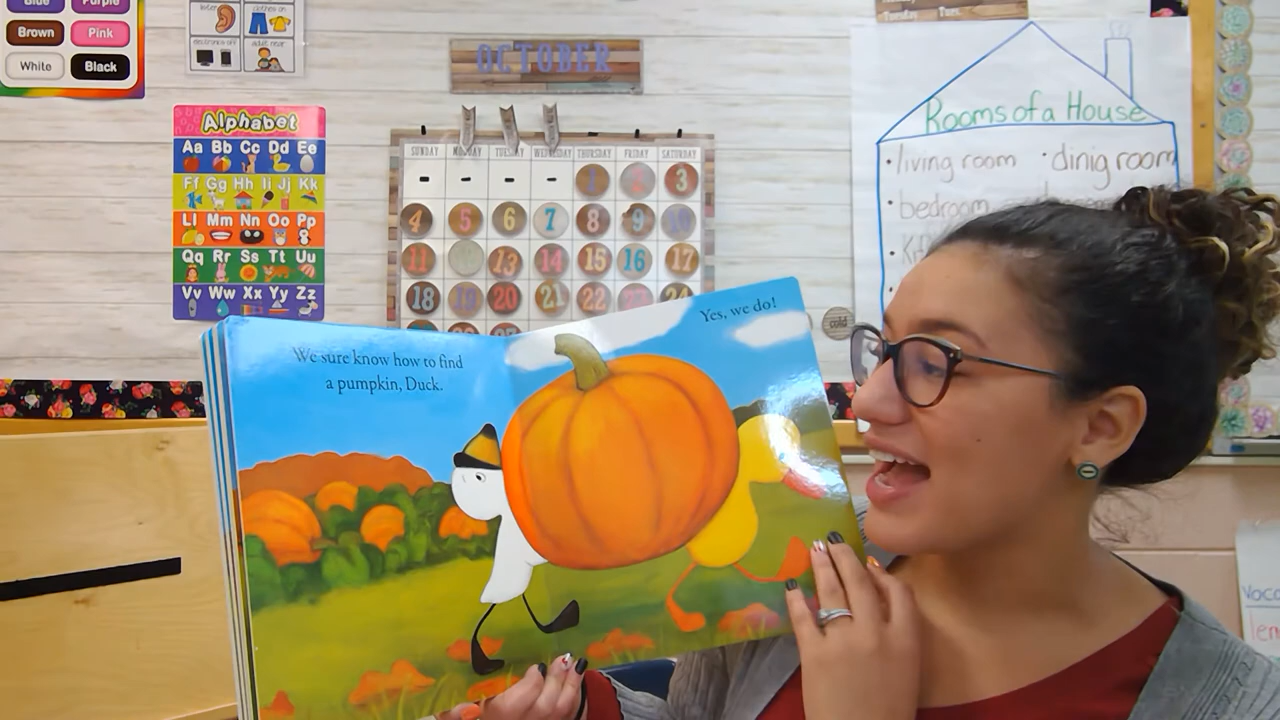 Purple
Brown
Pink
White
Black
electronics off
OCTOBER
Alphabet
Aa Bb Cc Dd Ee
Ff Gg Hh Ii Jj Kk
Ll Mm Nn Oo Pp
Qq Rr Ss Tt Uu
Vv Ww Xx Yy Zz
SUNDAY MONDAY TUESDAY WEDNESDAY THURSDAY FRIDAY SATURDAY
- - - - 1 2 3
4 5 6 7 8 9 10
11 13 14 15 16 17
18 19 20 21 22 23 24
Rooms of a House
• living room • dinig room
• bedroom
cold
We sure know how to find
a pumpkin, Duck.
Yes, we do!